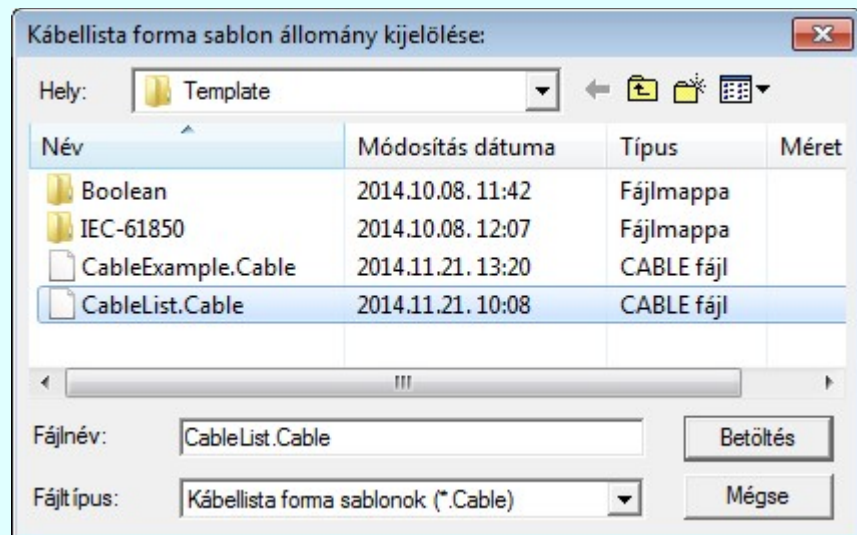 Kábellista forma sablon állomány kijelölése:
Hely: Template
Név Módosítás dátuma Típus Méret
Boolean 2014.10.08. 11:42 Fájlmappa
IEC-61850 2014.10.08. 12:07 Fájlmappa
CableExample.Cable 2014.11.21. 13:20 CABLE fájl
CableList.Cable 2014.11.21. 10:08 CABLE fájl
Fájlnév: CableList.Cable Betöltés
Fájltípus: Kábellista forma sablonok (*.Cable) Mégse